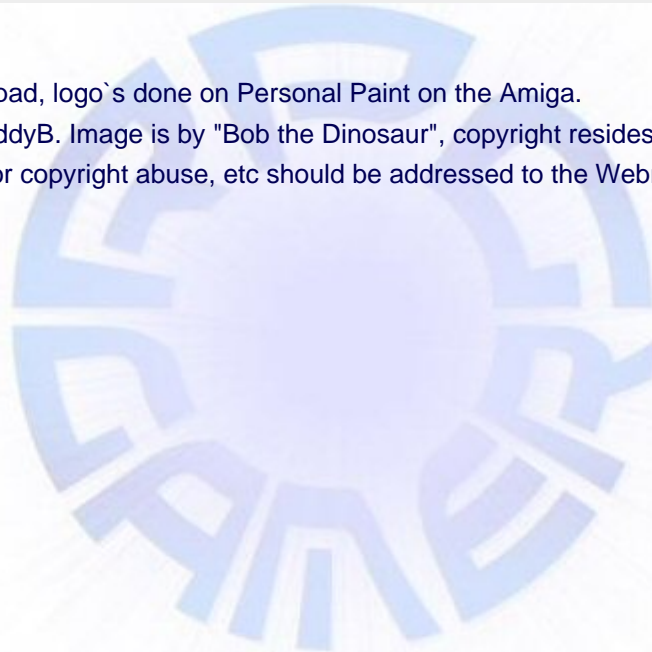 oad, logo`s done on Personal Paint on the Amiga.
ddyB. Image is by "Bob the Dinosaur", copyright resides
or copyright abuse, etc should be addressed to the Web